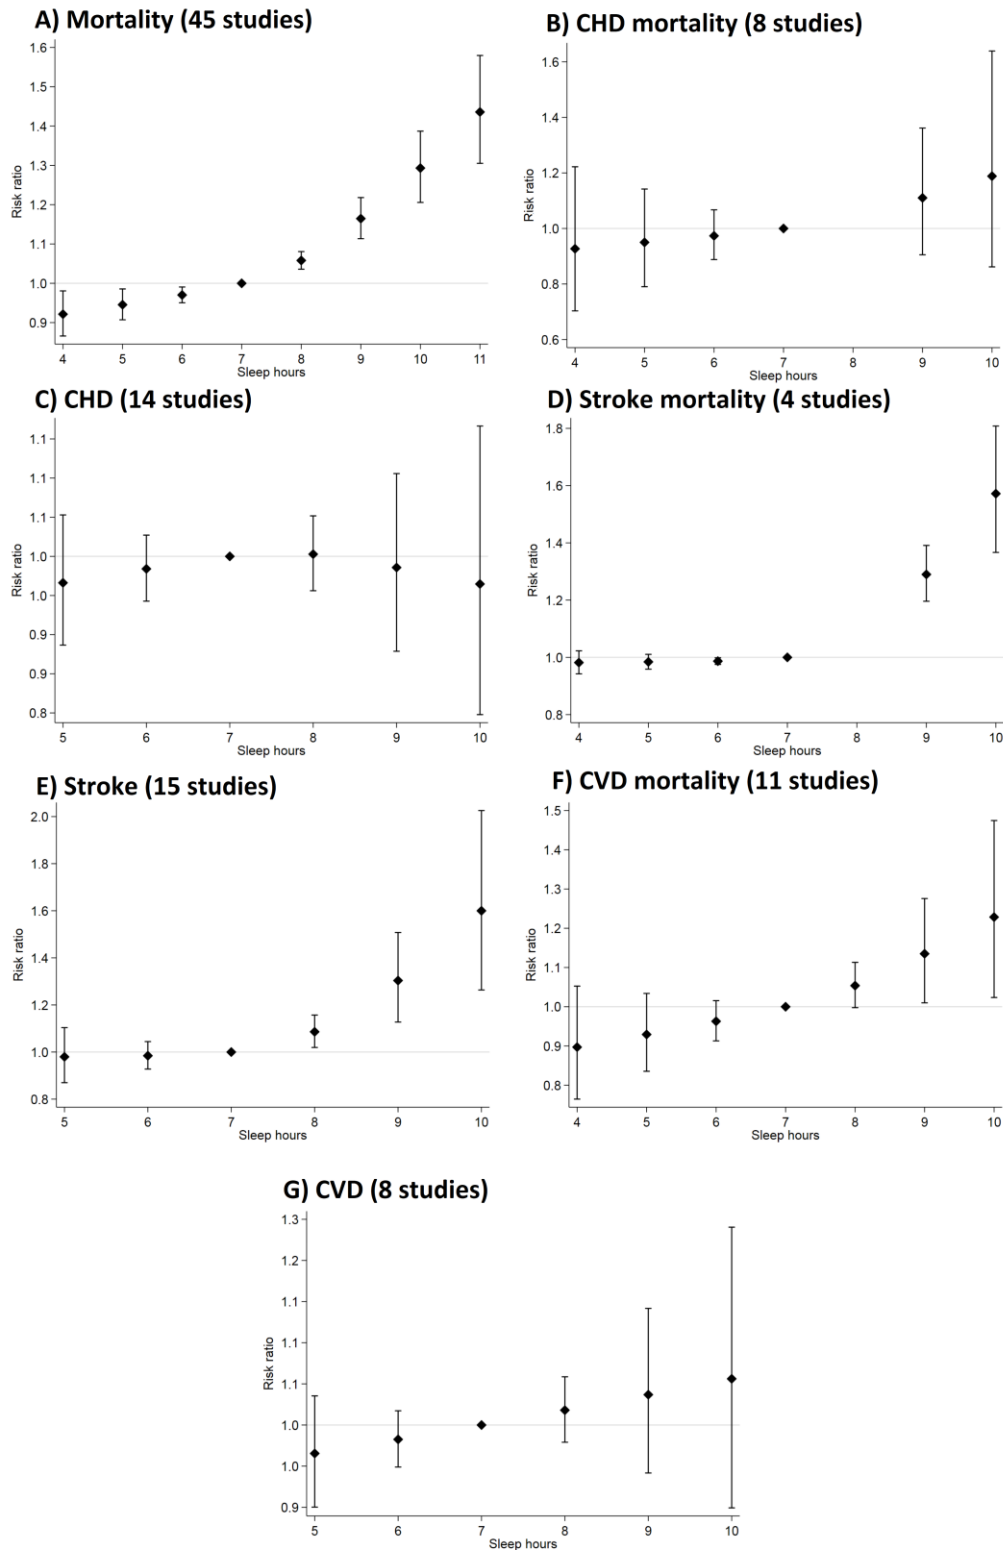 A) Mortality (45 studies)
1.6
1.5
1.4
1.3
1.2
1.1
1.0
0.9
Risk ratio
4 5 6 7 8 9 10 11
Sleep hours
B) CHD mortality (8 studies)
1.6
1.4
1.2
1.0
0.8
0.6
Risk ratio
4 5 6 7 8 9 10
Sleep hours
C) CHD (14 studies)
1.1
1.1
1.1
1.0
1.0
0.9
0.9
0.8
Risk ratio
5 6 7 8 9 10
Sleep hours
D) Stroke mortality (4 studies)
1.8
1.6
1.4
1.2
1.0
0.8
Risk ratio
4 5 6 7 8 9 10
Sleep hours
E) Stroke (15 studies)
2.0
1.8
1.6
1.4
1.2
1.0
0.8
Risk ratio
5 6 7 8 9 10
Sleep hours
F) CVD mortality (11 studies)
1.5
1.4
1.3
1.2
1.1
1.0
0.9
0.8
Risk ratio
4 5 6 7 8 9 10
Sleep hours
G) CVD (8 studies)
1.3
1.2
1.1
1.1
1.1
1.0
1.0
0.9
Risk ratio
5 6 7 8 9 10
Sleep hours